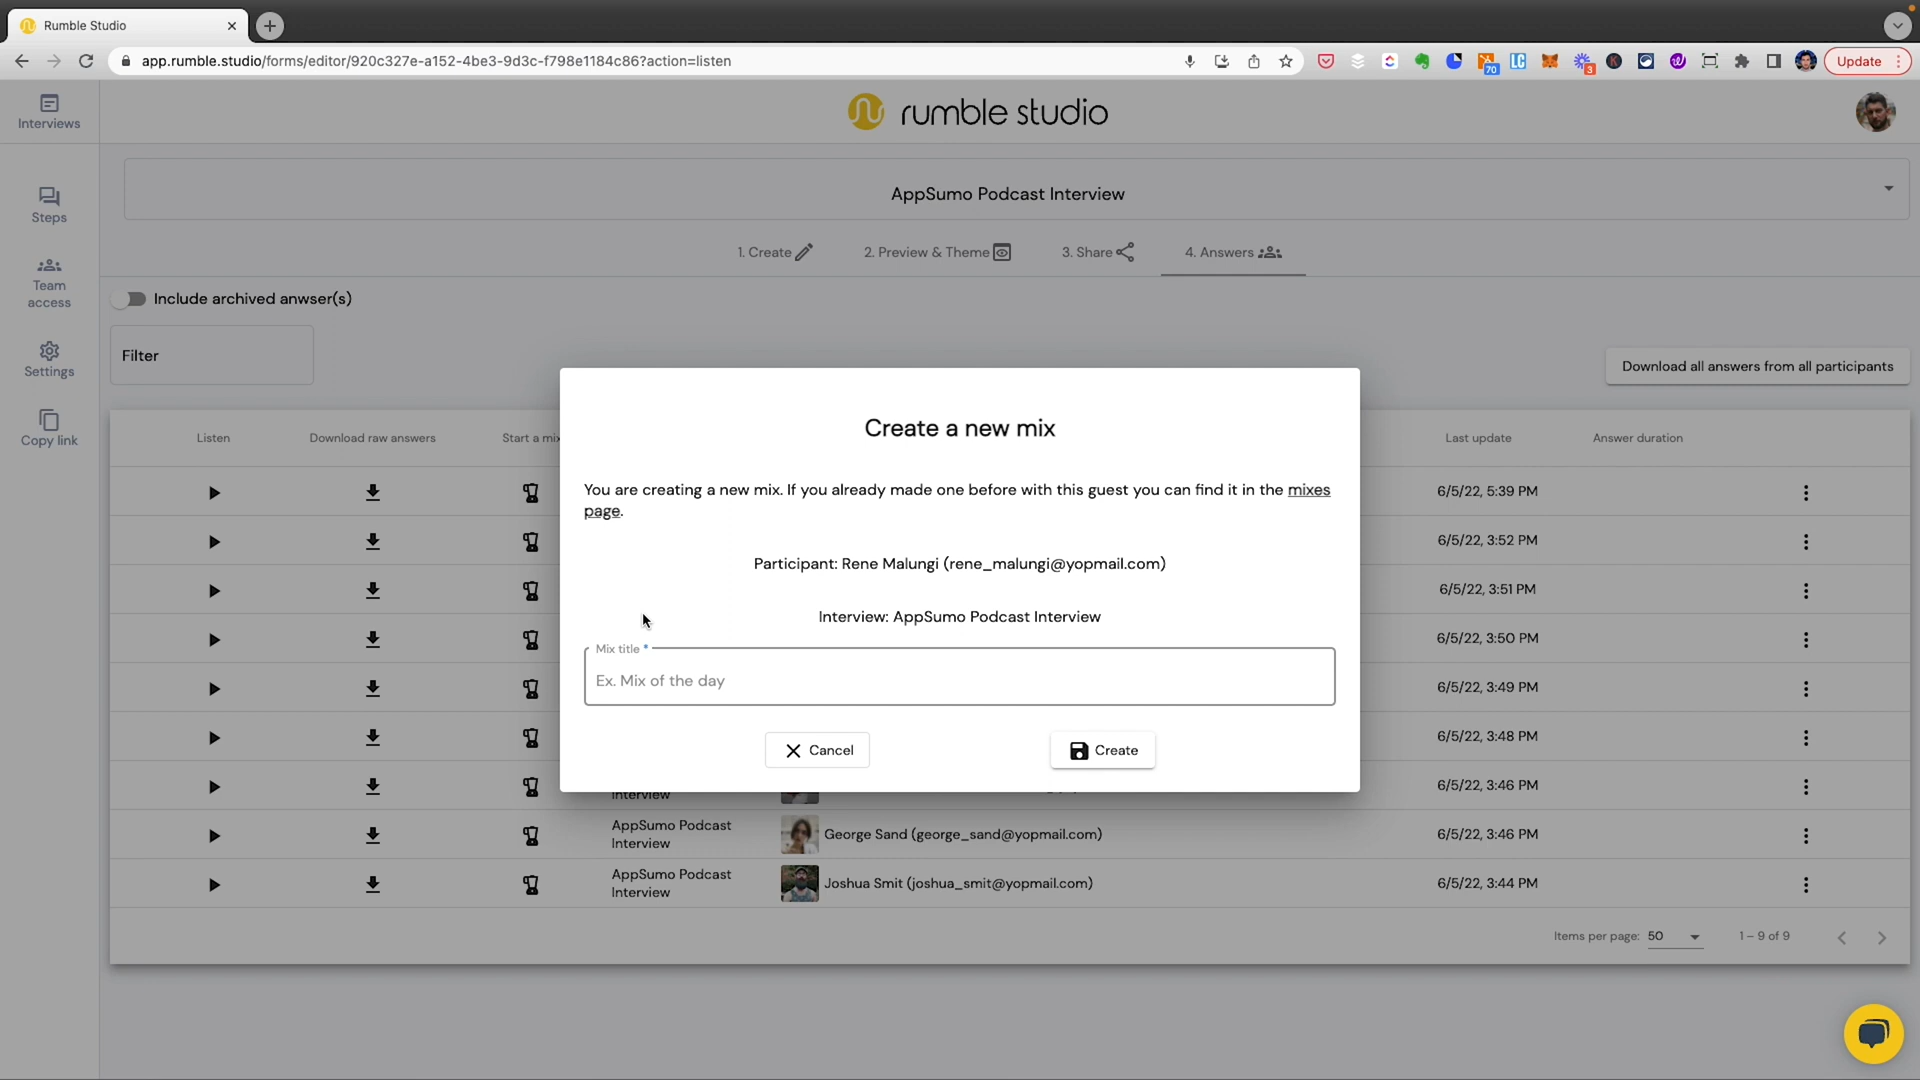 Rumble Studio
app.rumble.studio/forms/editor/920c327e-a152-4be3-9d3c-f798e1184c86?action=listen
70
LC
3
K
Update
Interviews
rumble studio
Steps
Team
access
Settings
Copy link
AppSumo Podcast Interview
1. Create
2. Preview & Theme
3. Share
4. Answers
Include archived anwser(s)
Filter
Download all answers from all participants
Listen
Download raw answers
Start a mix
Last update
Answer duration
6/5/22, 5:39 PM
6/5/22, 3:52 PM
6/5/22, 3:51 PM
6/5/22, 3:50 PM
6/5/22, 3:49 PM
6/5/22, 3:48 PM
Create a new mix
You are creating a new mix. If you already made one before with this guest you can find it in the mixes
page.
Participant: Rene Malungi (rene_malungi@yopmail.com)
Interview: AppSumo Podcast Interview
Mix title *
Ex. Mix of the day
Cancel
Create
Interview
6/5/22, 3:46 PM
AppSumo Podcast
Interview
George Sand (george_sand@yopmail.com)
6/5/22, 3:46 PM
AppSumo Podcast
Interview
Joshua Smit (joshua_smit@yopmail.com)
6/5/22, 3:44 PM
Items per page: 50
1 – 9 of 9